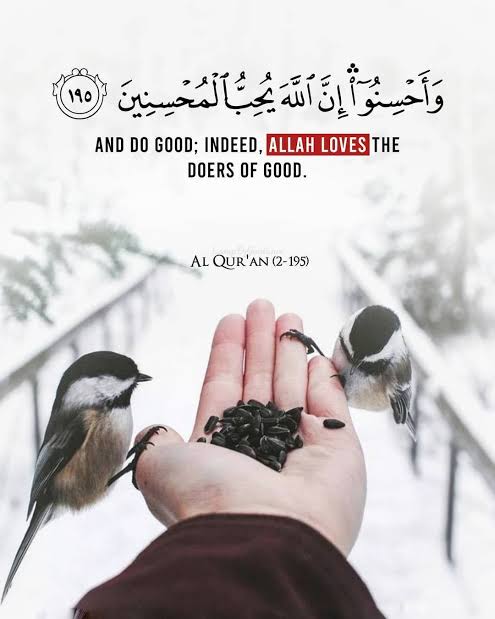 وَأَحْسِنُوٓا۟ ۛ إِنَّ ٱللَّهَ يُحِبُّ ٱلْمُحْسِنِينَ ١٩٥
AND DO GOOD; INDEED, ALLAH LOVES THE
DOERS OF GOOD.
AL QUR'AN (2-195)